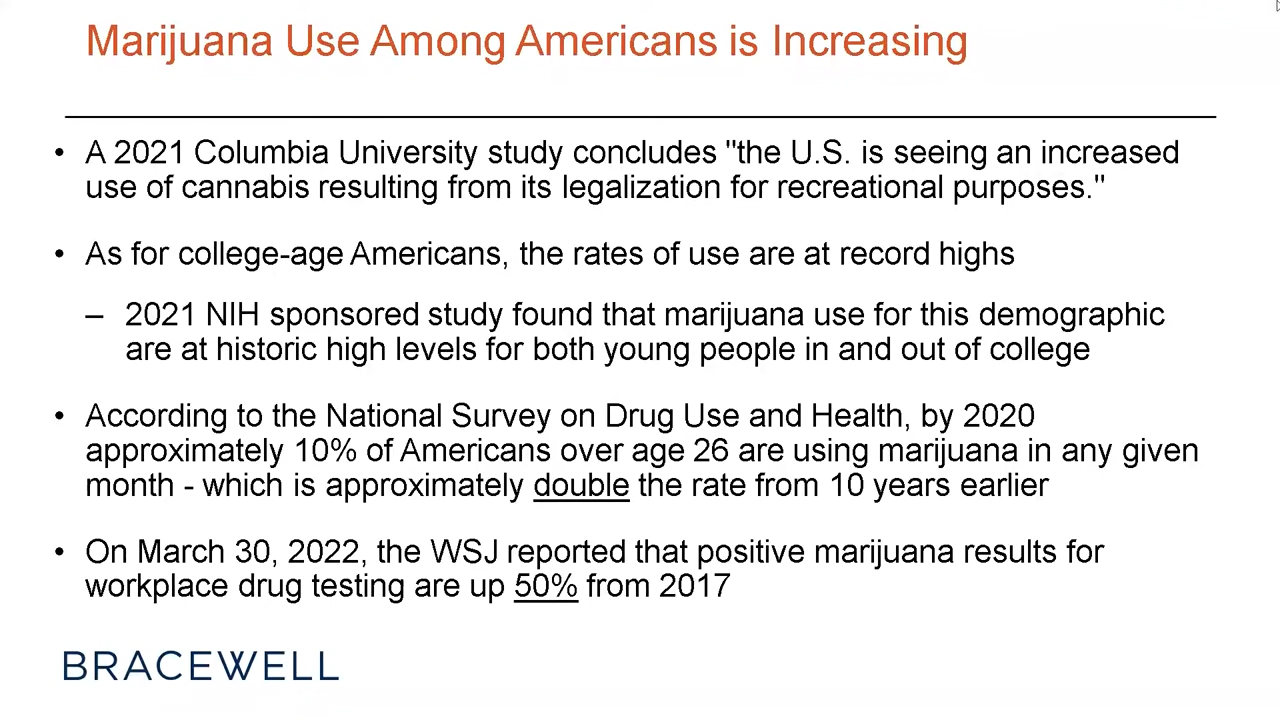 Marijuana Use Among Americans is Increasing
• A 2021 Columbia University study concludes "the U.S. is seeing an increased
use of cannabis resulting from its legalization for recreational purposes."
• As for college-age Americans, the rates of use are at record highs
– 2021 NIH sponsored study found that marijuana use for this demographic
are at historic high levels for both young people in and out of college
• According to the National Survey on Drug Use and Health, by 2020
approximately 10% of Americans over age 26 are using marijuana in any given
month - which is approximately double the rate from 10 years earlier
• On March 30, 2022, the WSJ reported that positive marijuana results for
workplace drug testing are up 50% from 2017
BRACEWELL